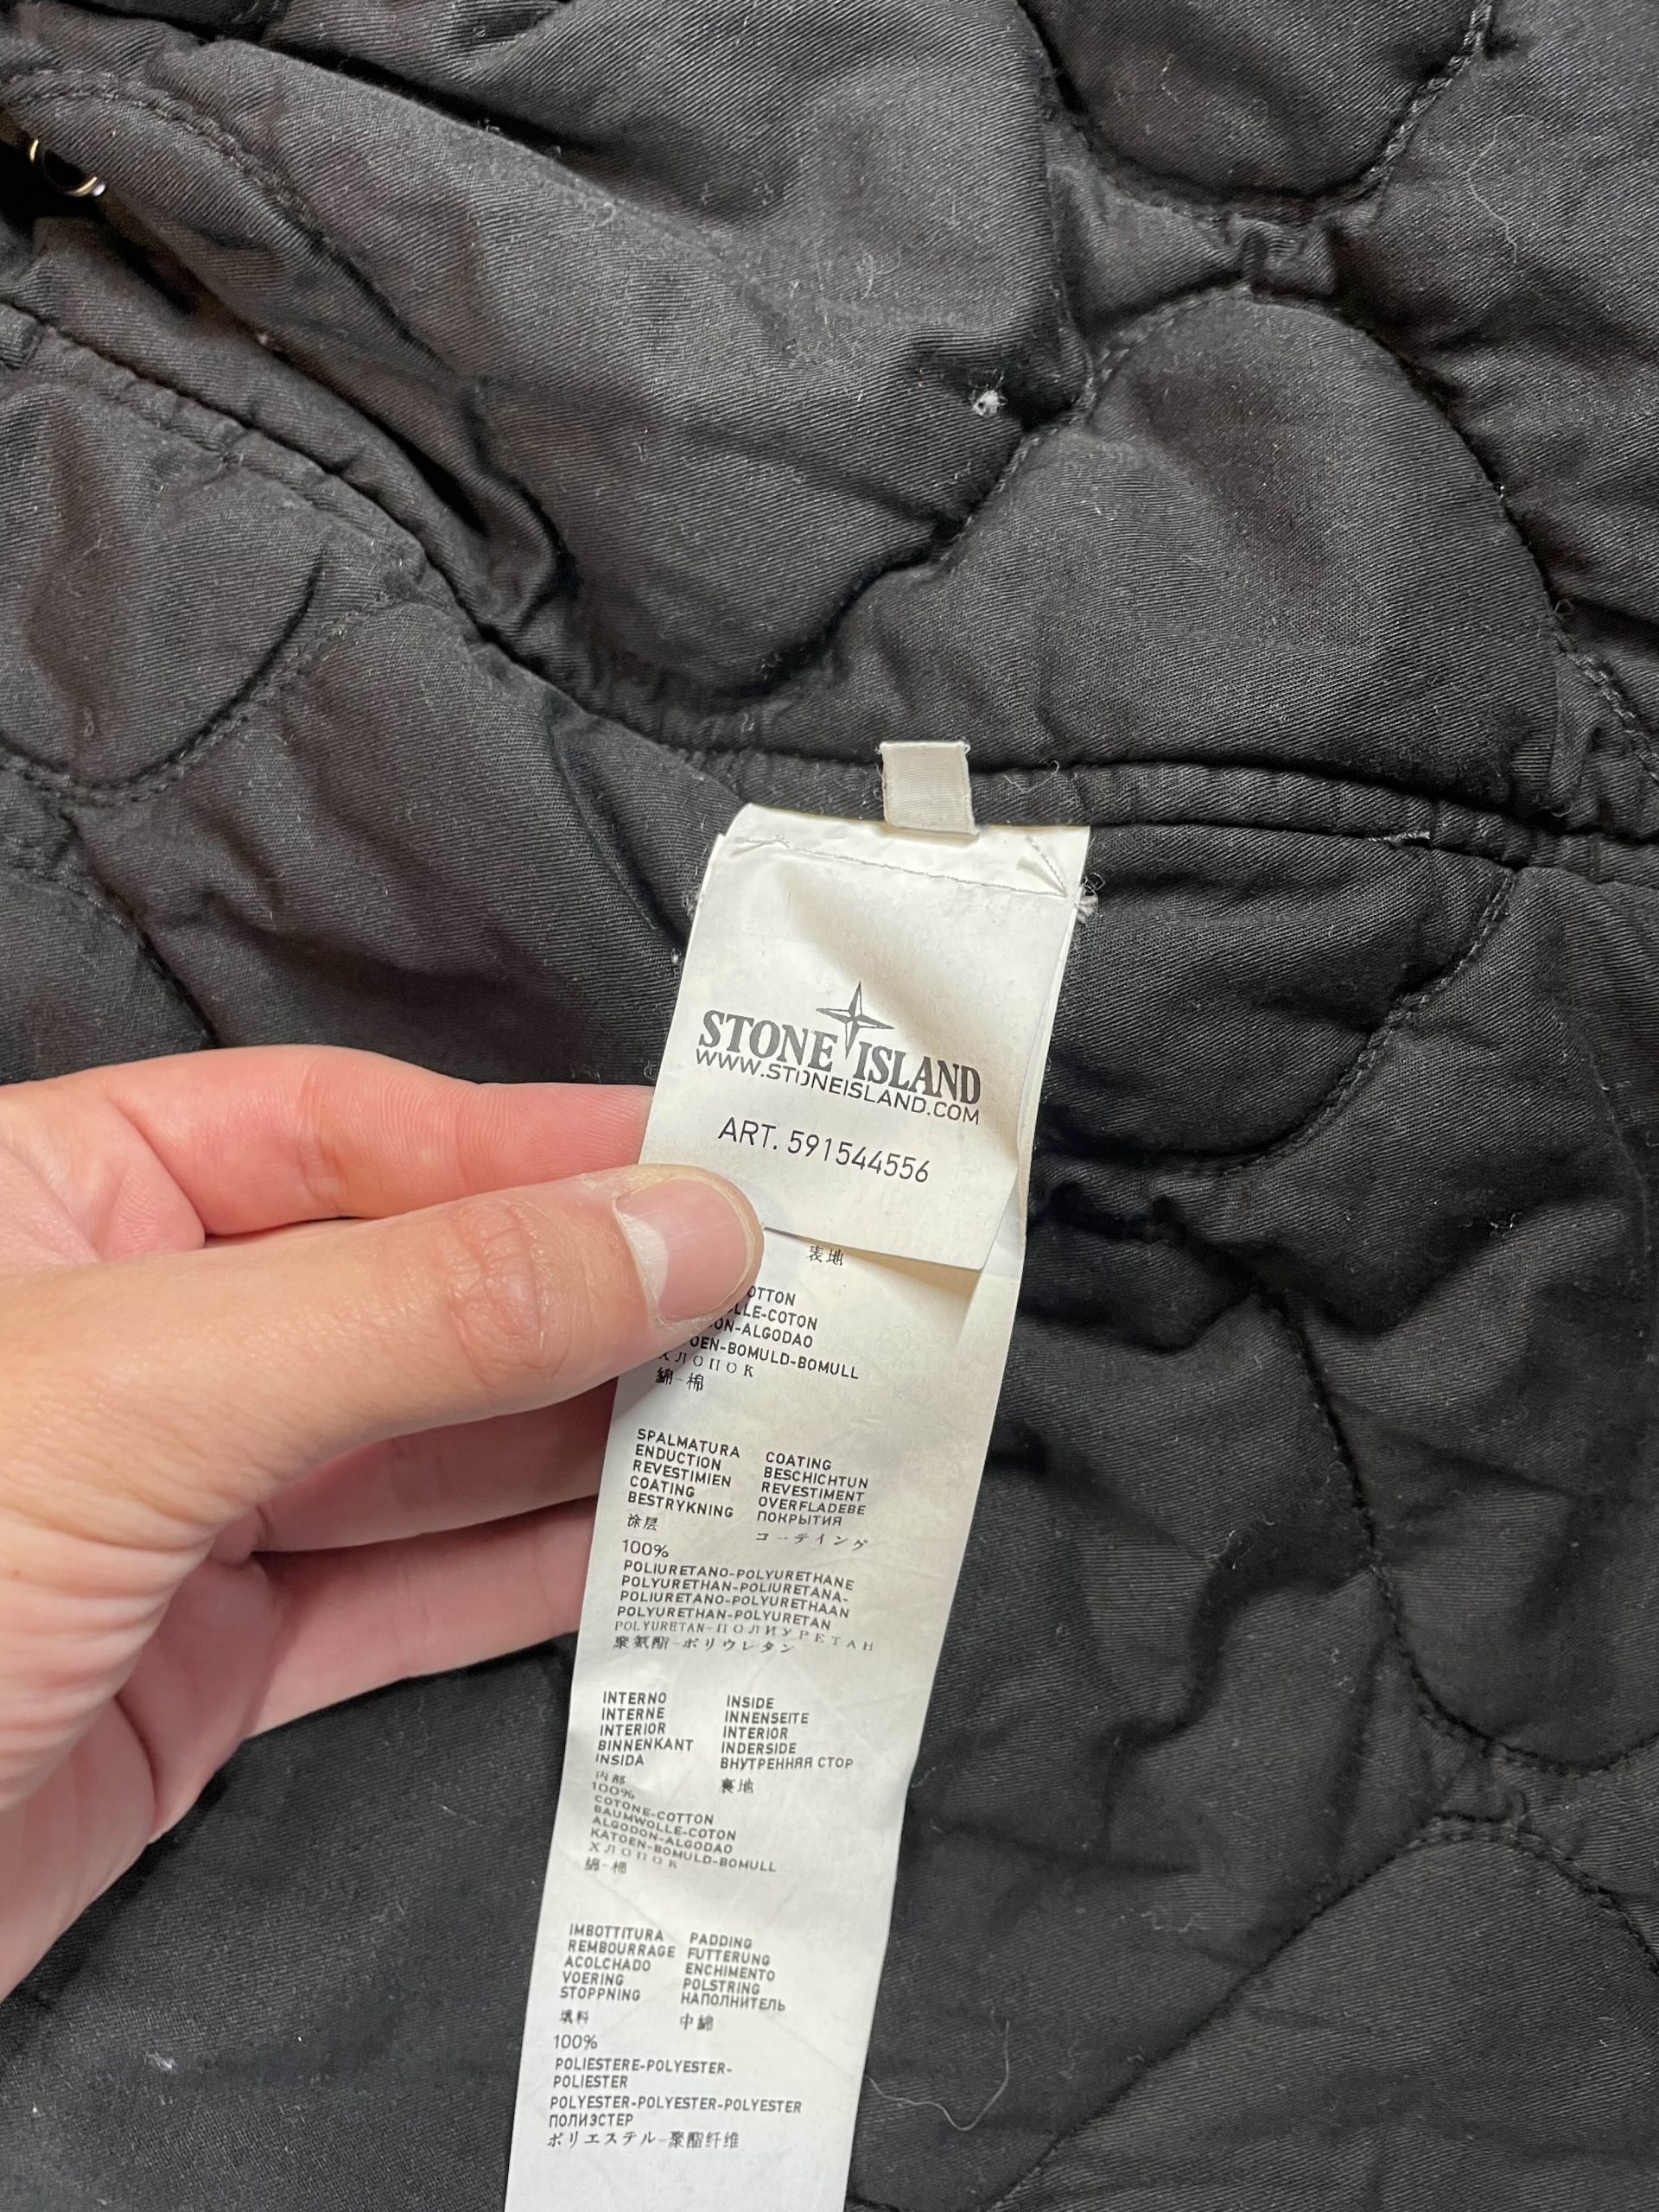 STONE ISLAND
WWW.STONEISLAND.COM
ART. 591544556
表地
COTON
ALGODAO
BOMULD-BOMULL
ХЛОПОК
綿-棉
SPALMATURA
ENDUCTION
REVESTIMIEN
COATING
BESTRYKNING
涂层
COATING
BESCHICHTUN
REVESTIMENT
OVERFLADEBE
ПОКРЫТИЯ
コーティング
100%
POLIURETANO-POLYURETHANE
POLYURETHAN-POLIURETANA-
POLIURETANO-POLYURETHAAN
POLYURETHAN-POLYURETAN
POLYURETAN-ПОЛИУРЕТАН
聚氨酯-ポリウレタン
INTERNO
INTERNE
INTERIOR
BINNENKANT
INSIDA
内部
INSIDE
INNENSEITE
INTERIOR
INDERSIDE
ВНУТРЕННЯЯ СТОР
裏地
100%
COTONE-COTTON
BAUMWOLLE-COTON
ALGODON-ALGODAO
KATOEN-BOMULD-BOMULL
ХЛОПОК
綿-棉
IMBOTTITURA
REMBOURRAGE
ACOLCHADO
VOERING
STOPPNING
填料
PADDING
FUTTERUNG
ENCHIMENTO
POLSTRING
НАПОЛНИТЕЛЬ
中綿
100%
POLIESTERE-POLYESTER-
POLIESTER
POLYESTER-POLYESTER-POLYESTER
ПОЛИЭСТЕР
ポリエステル-聚酯纤维